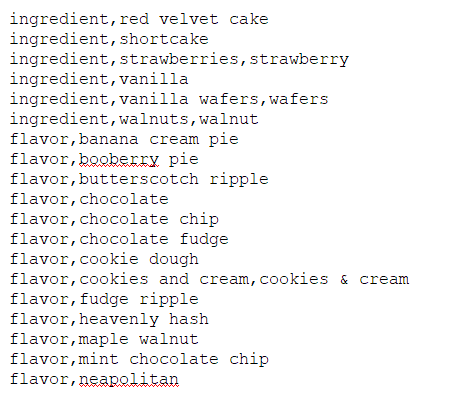 ingredient,red velvet cake
ingredient,shortcake
ingredient,strawberries,strawberry
ingredient,vanilla
ingredient,vanilla wafers,wafers
ingredient,walnuts,walnut
flavor,banana cream pie
flavor,booberry pie
flavor,butterscotch ripple
flavor,chocolate
flavor,chocolate chip
flavor,chocolate fudge
flavor,cookie dough
flavor,cookies and cream,cookies & cream
flavor,fudge ripple
flavor,heavenly hash
flavor,maple walnut
flavor,mint chocolate chip
flavor,neapolitan